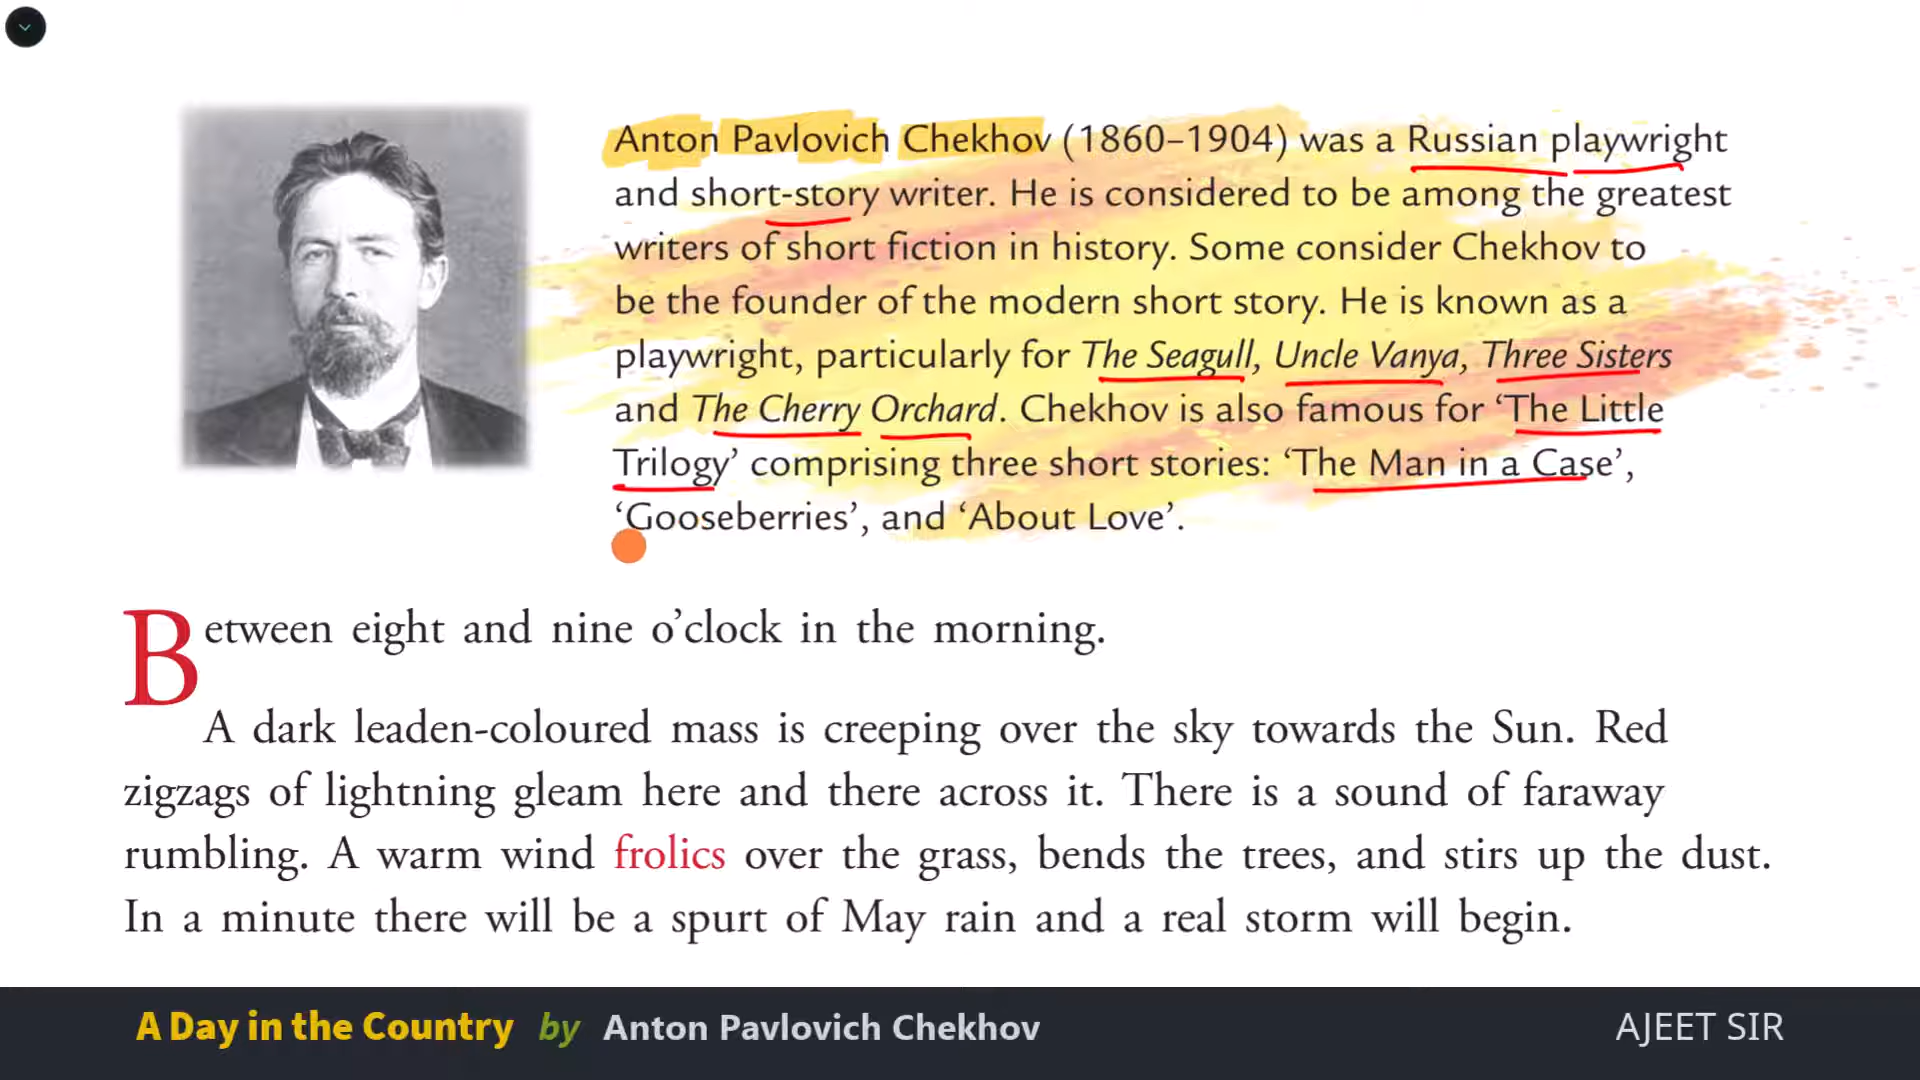 Anton Pavlovich Chekhov (1860–1904) was a Russian playwright
and short-story writer. He is considered to be among the greatest
writers of short fiction in history. Some consider Chekhov to
be the founder of the modern short story. He is known as a
playwright, particularly for The Seagull, Uncle Vanya, Three Sisters
and The Cherry Orchard. Chekhov is also famous for ‘The Little
Trilogy’ comprising three short stories: ‘The Man in a Case’,
‘Gooseberries’, and ‘About Love’.
Between eight and nine o’clock in the morning.
A dark leaden-coloured mass is creeping over the sky towards the Sun. Red
zigzags of lightning gleam here and there across it. There is a sound of faraway
rumbling. A warm wind frolics over the grass, bends the trees, and stirs up the dust.
In a minute there will be a spurt of May rain and a real storm will begin.
A Day in the Country by Anton Pavlovich Chekhov AJEET SIR